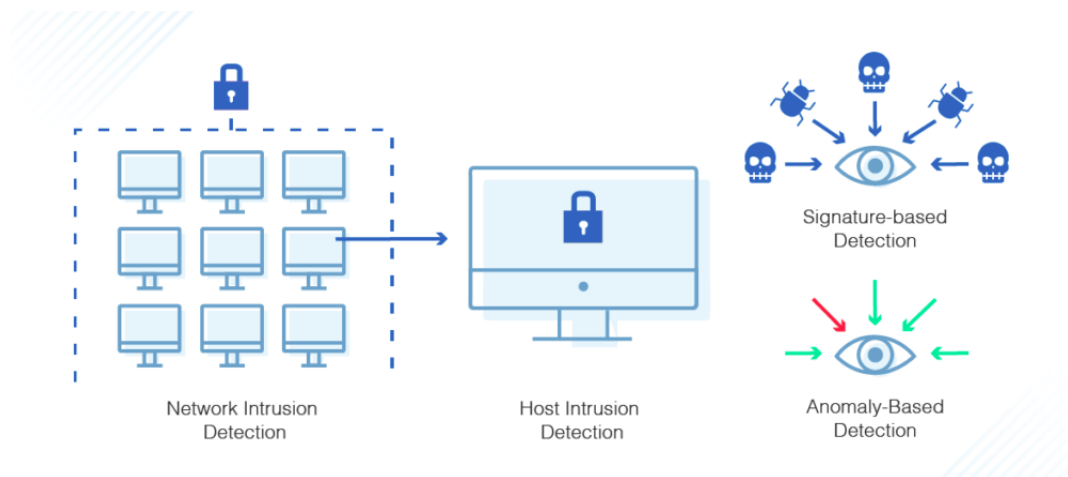 Network Intrusion
Detection
Host Intrusion
Detection
Signature-based
Detection
Anomaly-Based
Detection